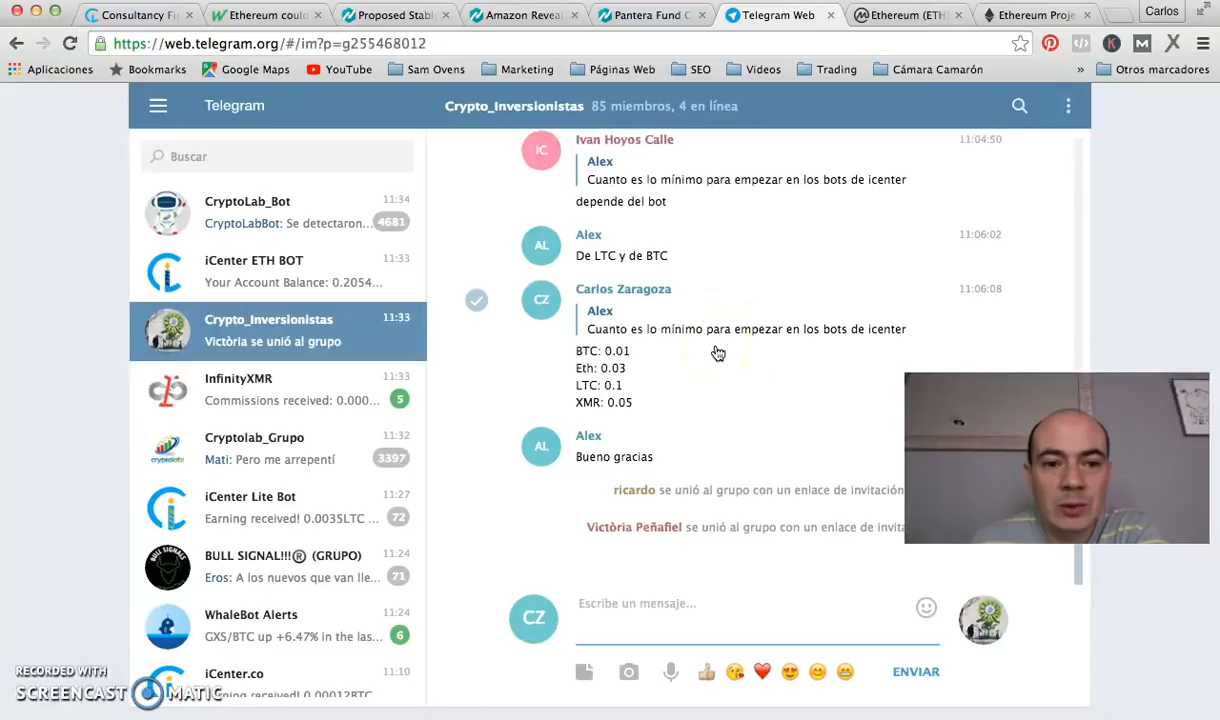 Consultancy Fi
Ethereum could
Proposed Stabl
Amazon Reveal
Pantera Fund C
Telegram Web
Ethereum (ETH
Ethereum Proje
Carlos
https://web.telegram.org/#/im?p=g255468012
Aplicaciones
Bookmarks
Google Maps
YouTube
Sam Ovens
Marketing
Páginas Web
SEO
Videos
Trading
Cámara Camarón
»
Otros marcadores
Telegram
Crypto_Inversionistas 85 miembros, 4 en línea
Buscar
CryptoLab_Bot 11:34
CryptoLabBot: Se detectaron... 4681
iCenter ETH BOT 11:33
Your Account Balance: 0.2054...
Crypto_Inversionistas 11:33
Victòria se unió al grupo
InfinityXMR 11:33
Commissions received: 0.000... 5
Cryptolab_Grupo 11:32
Mati: Pero me arrepentí 3397
iCenter Lite Bot 11:27
Earning received! 0.0035LTC ... 72
BULL SIGNAL!!!® (GRUPO) 11:24
Eros: A los nuevos que van lle... 71
WhaleBot Alerts 11:24
GXS/BTC up +6.47% in the las... 6
iCenter.co 11:10
Earning received! 0.00012BTC
Ivan Hoyos Calle 11:04:50
IC
Alex
Cuanto es lo mínimo para empezar en los bots de icenter
depende del bot
Alex 11:06:02
AL
De LTC y de BTC
Carlos Zaragoza 11:06:08
CZ
Alex
Cuanto es lo mínimo para empezar en los bots de icenter
BTC: 0.01
Eth: 0.03
LTC: 0.1
XMR: 0.05
Alex
AL
Bueno gracias
ricardo se unió al grupo con un enlace de invitación
Victòria Peñafiel se unió al grupo con un enlace de invita
CZ
Escribe un mensaje...
ENVIAR
RECORDED WITH
SCREENCAST MATIC